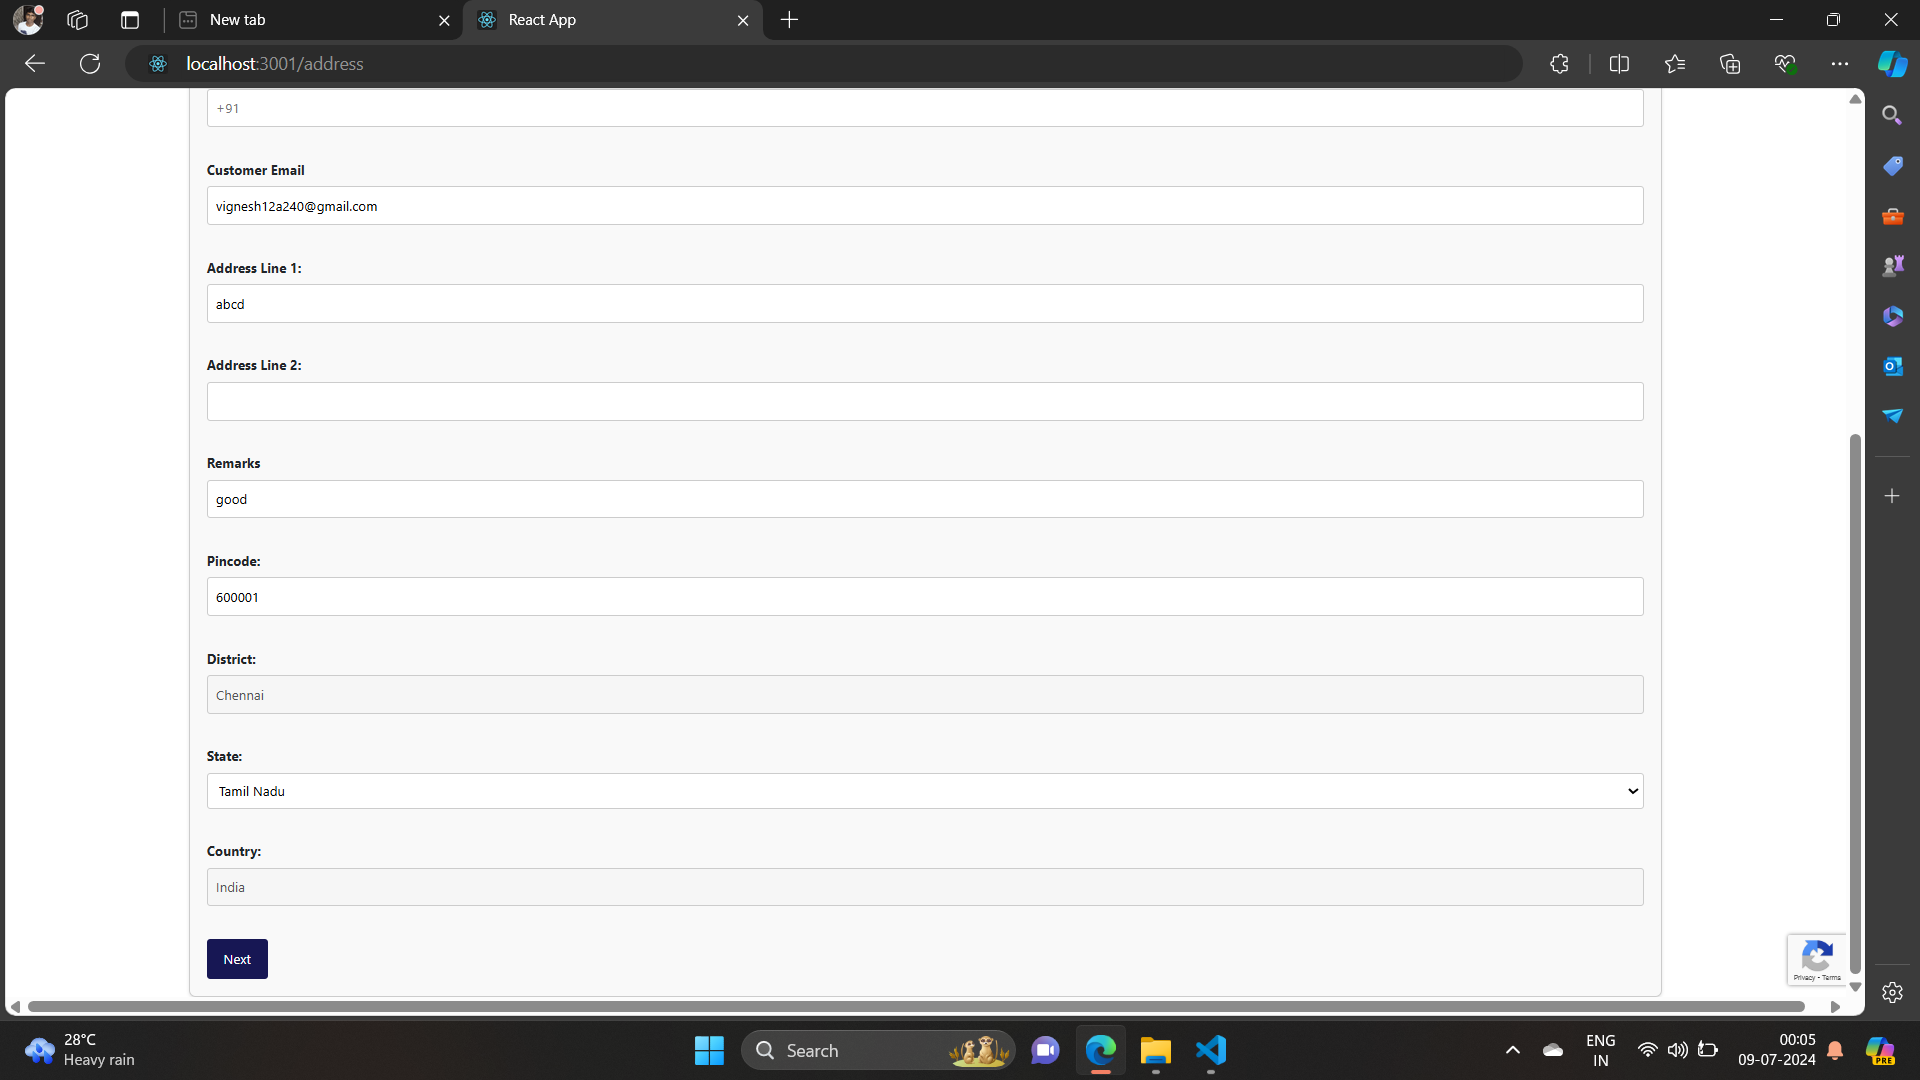 New tab
React App
localhost:3001/address
+91
Customer Email
vignesh12a240@gmail.com
Address Line 1:
abcd
Address Line 2:
Remarks
good
Pincode:
600001
District:
Chennai
State:
Tamil Nadu
Country:
India
Next
Privacy - Terms
28°C
Heavy rain
Search
ENG
IN
00:05
09-07-2024
PRE